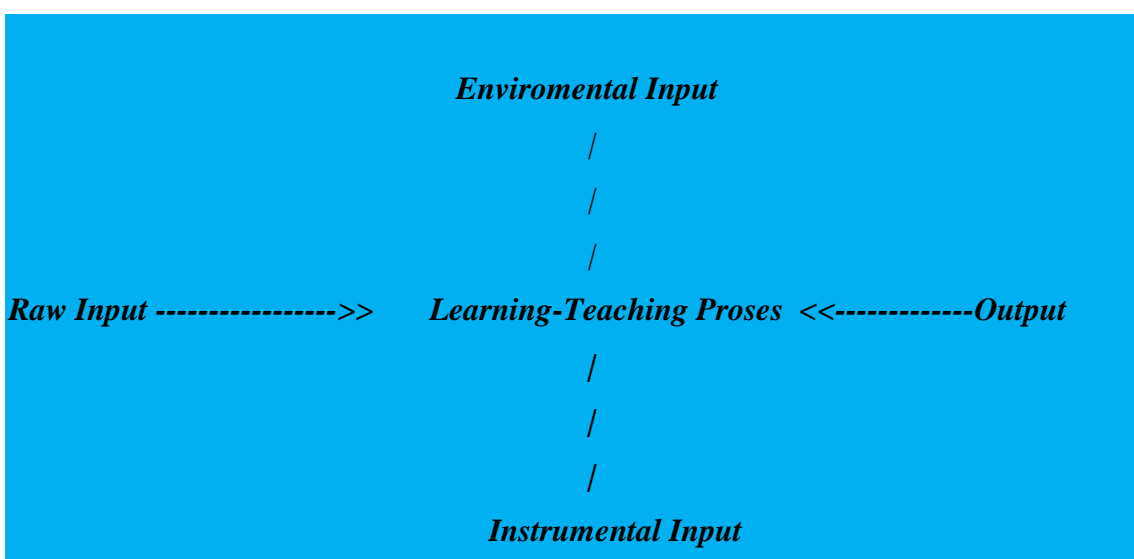 Enviromental Input
/
/
/
Raw Input ----------------->> Learning-Teaching Proses <<-------------Output
/
/
/
Instrumental Input